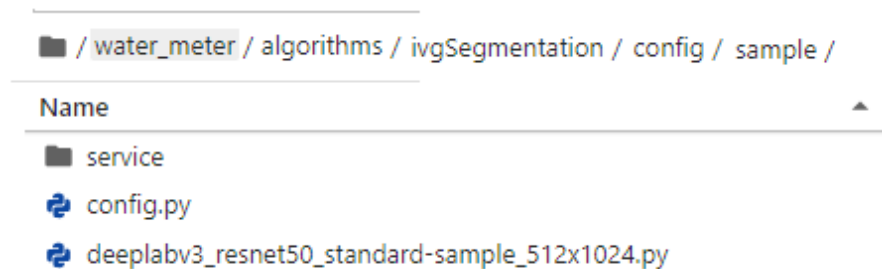 / water_meter / algorithms / ivgSegmentation / config / sample /
Name
service
config.py
deeplabv3_resnet50_standard-sample_512x1024.py